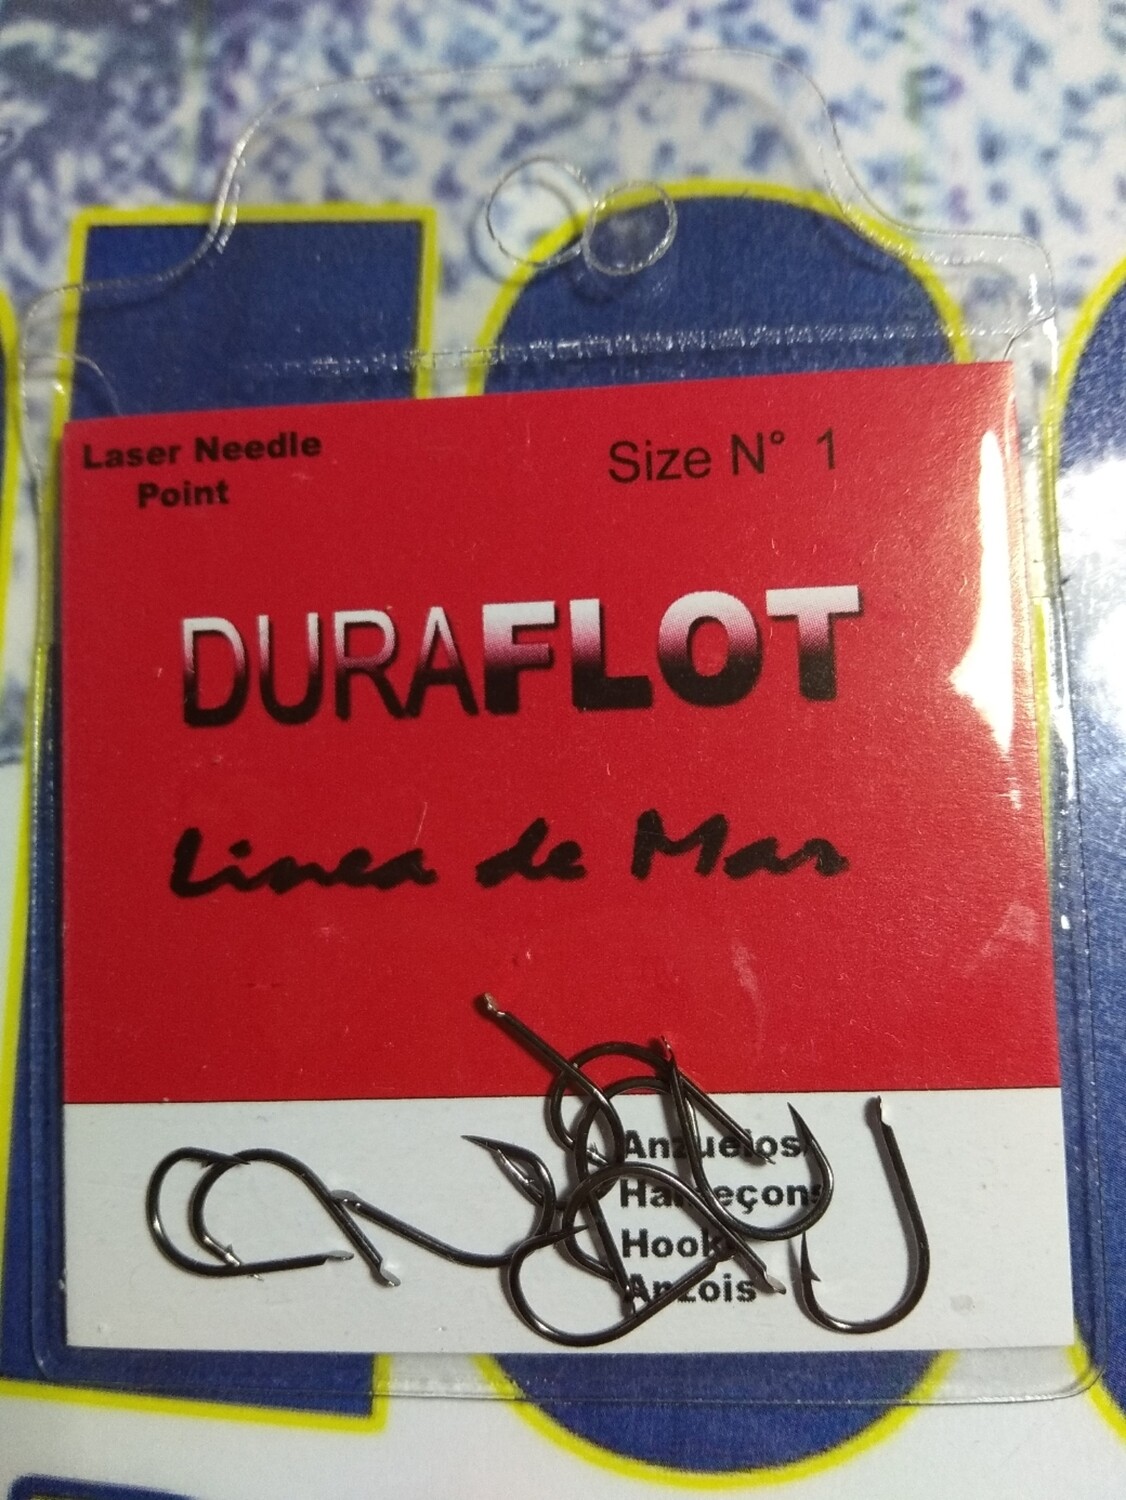 Laser Needle
Point
Size N° 1
DURAFLOT
Linea de Mar
Anzuelos
Hameçons
Hooks
Anzois